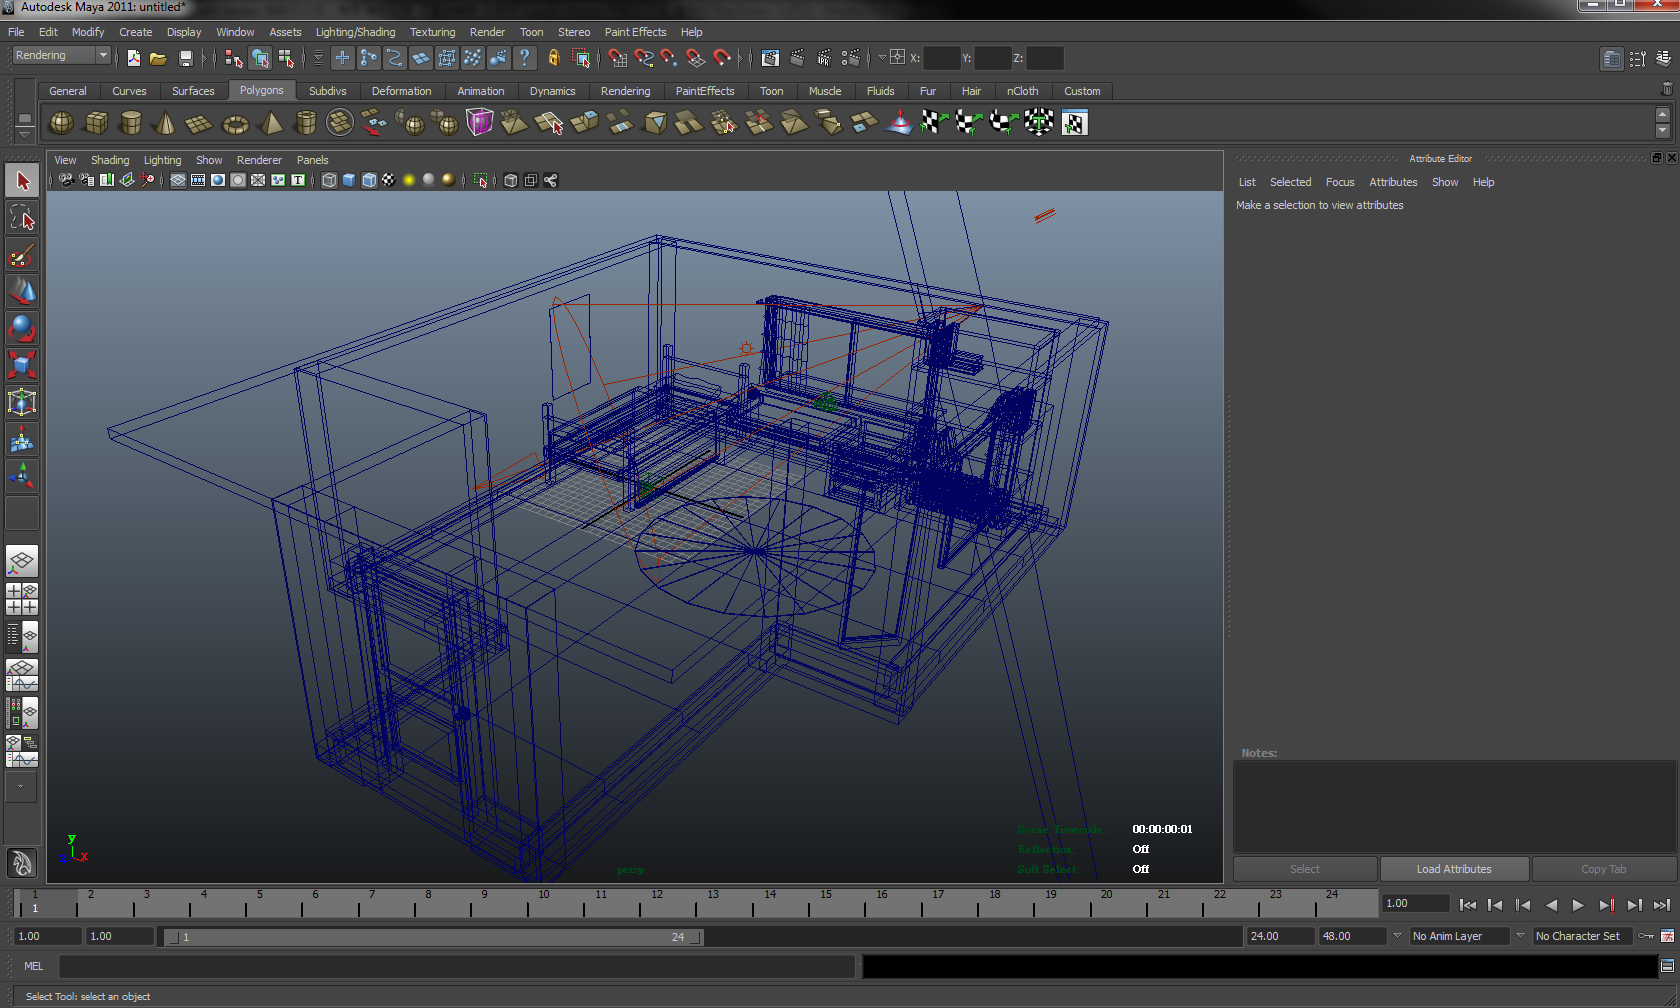 Autodesk Maya 2011: untitled*
File Edit Modify Create Display Window Assets Lighting/Shading Texturing Render Toon Stereo Paint Effects Help
Rendering X: Y: Z:
General Curves Surfaces Polygons Subdivs Deformation Animation Dynamics Rendering PaintEffects Toon Muscle Fluids Fur Hair nCloth Custom
View Shading Lighting Show Renderer Panels
Attribute Editor
List Selected Focus Attributes Show Help
Make a selection to view attributes
Scene Timecode: 00:00:00:01
Reflection: Off
Soft Select: Off
persp
y
x
Notes:
Select Load Attributes Copy Tab
1 2 3 4 5 6 7 8 9 10 11 12 13 14 15 16 17 18 19 20 21 22 23 24
1
1.00
1.00 1.00 1 24 24.00 48.00 No Anim Layer No Character Set
MEL
Select Tool: select an object